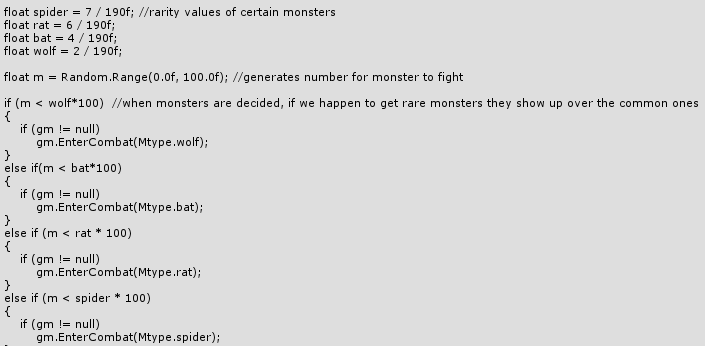 float spider = 7 / 190f; //rarity values of certain monsters
float rat = 6 / 190f;
float bat = 4 / 190f;
float wolf = 2 / 190f;
float m = Random.Range(0.0f, 100.0f); //generates number for monster to fight
if (m < wolf*100)  //when monsters are decided, if we happen to get rare monsters they show up over the common ones
{
if (gm != null)
gm.EnterCombat(Mtype.wolf);
}
else if(m < bat*100)
{
if (gm != null)
gm.EnterCombat(Mtype.bat);
}
else if (m < rat * 100)
{
if (gm != null)
gm.EnterCombat(Mtype.rat);
}
else if (m < spider * 100)
{
if (gm != null)
gm.EnterCombat(Mtype.spider);